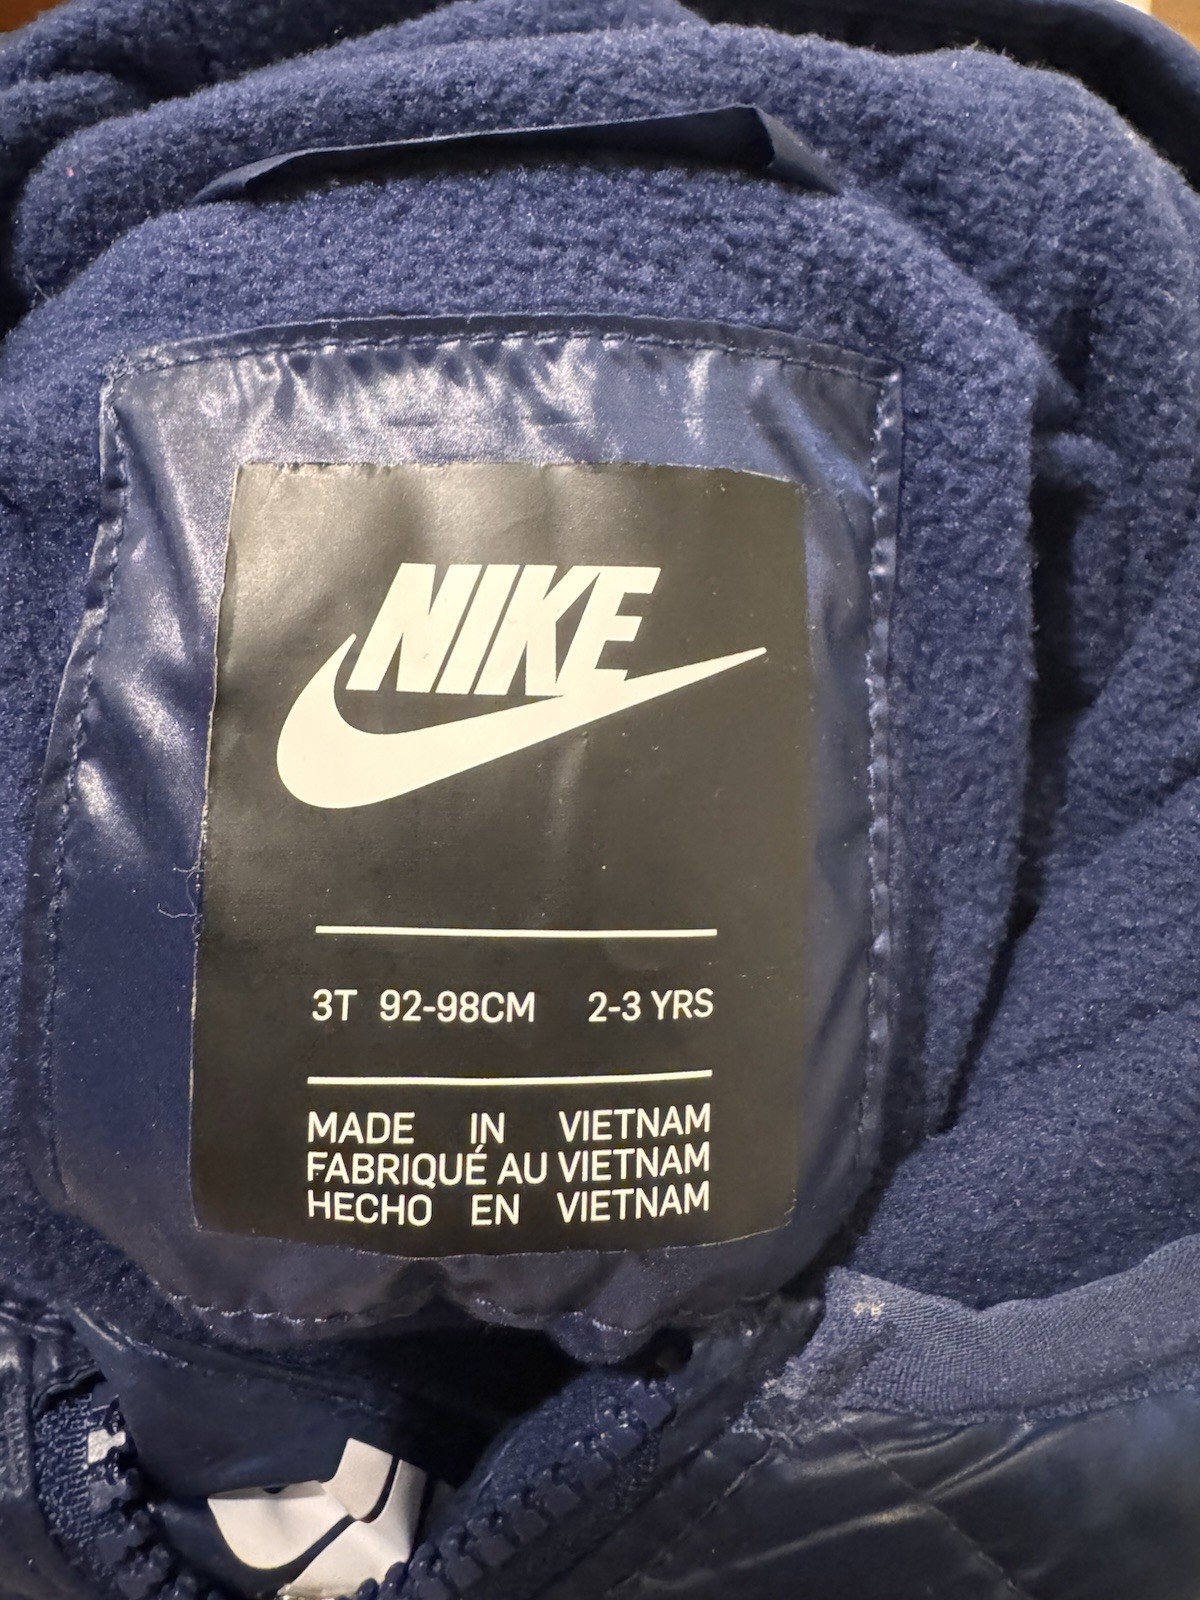 NIKE
3T 92-98CM 2-3 YRS
MADE IN VIETNAM
FABRIQUÉ AU VIETNAM
HECHO EN VIETNAM